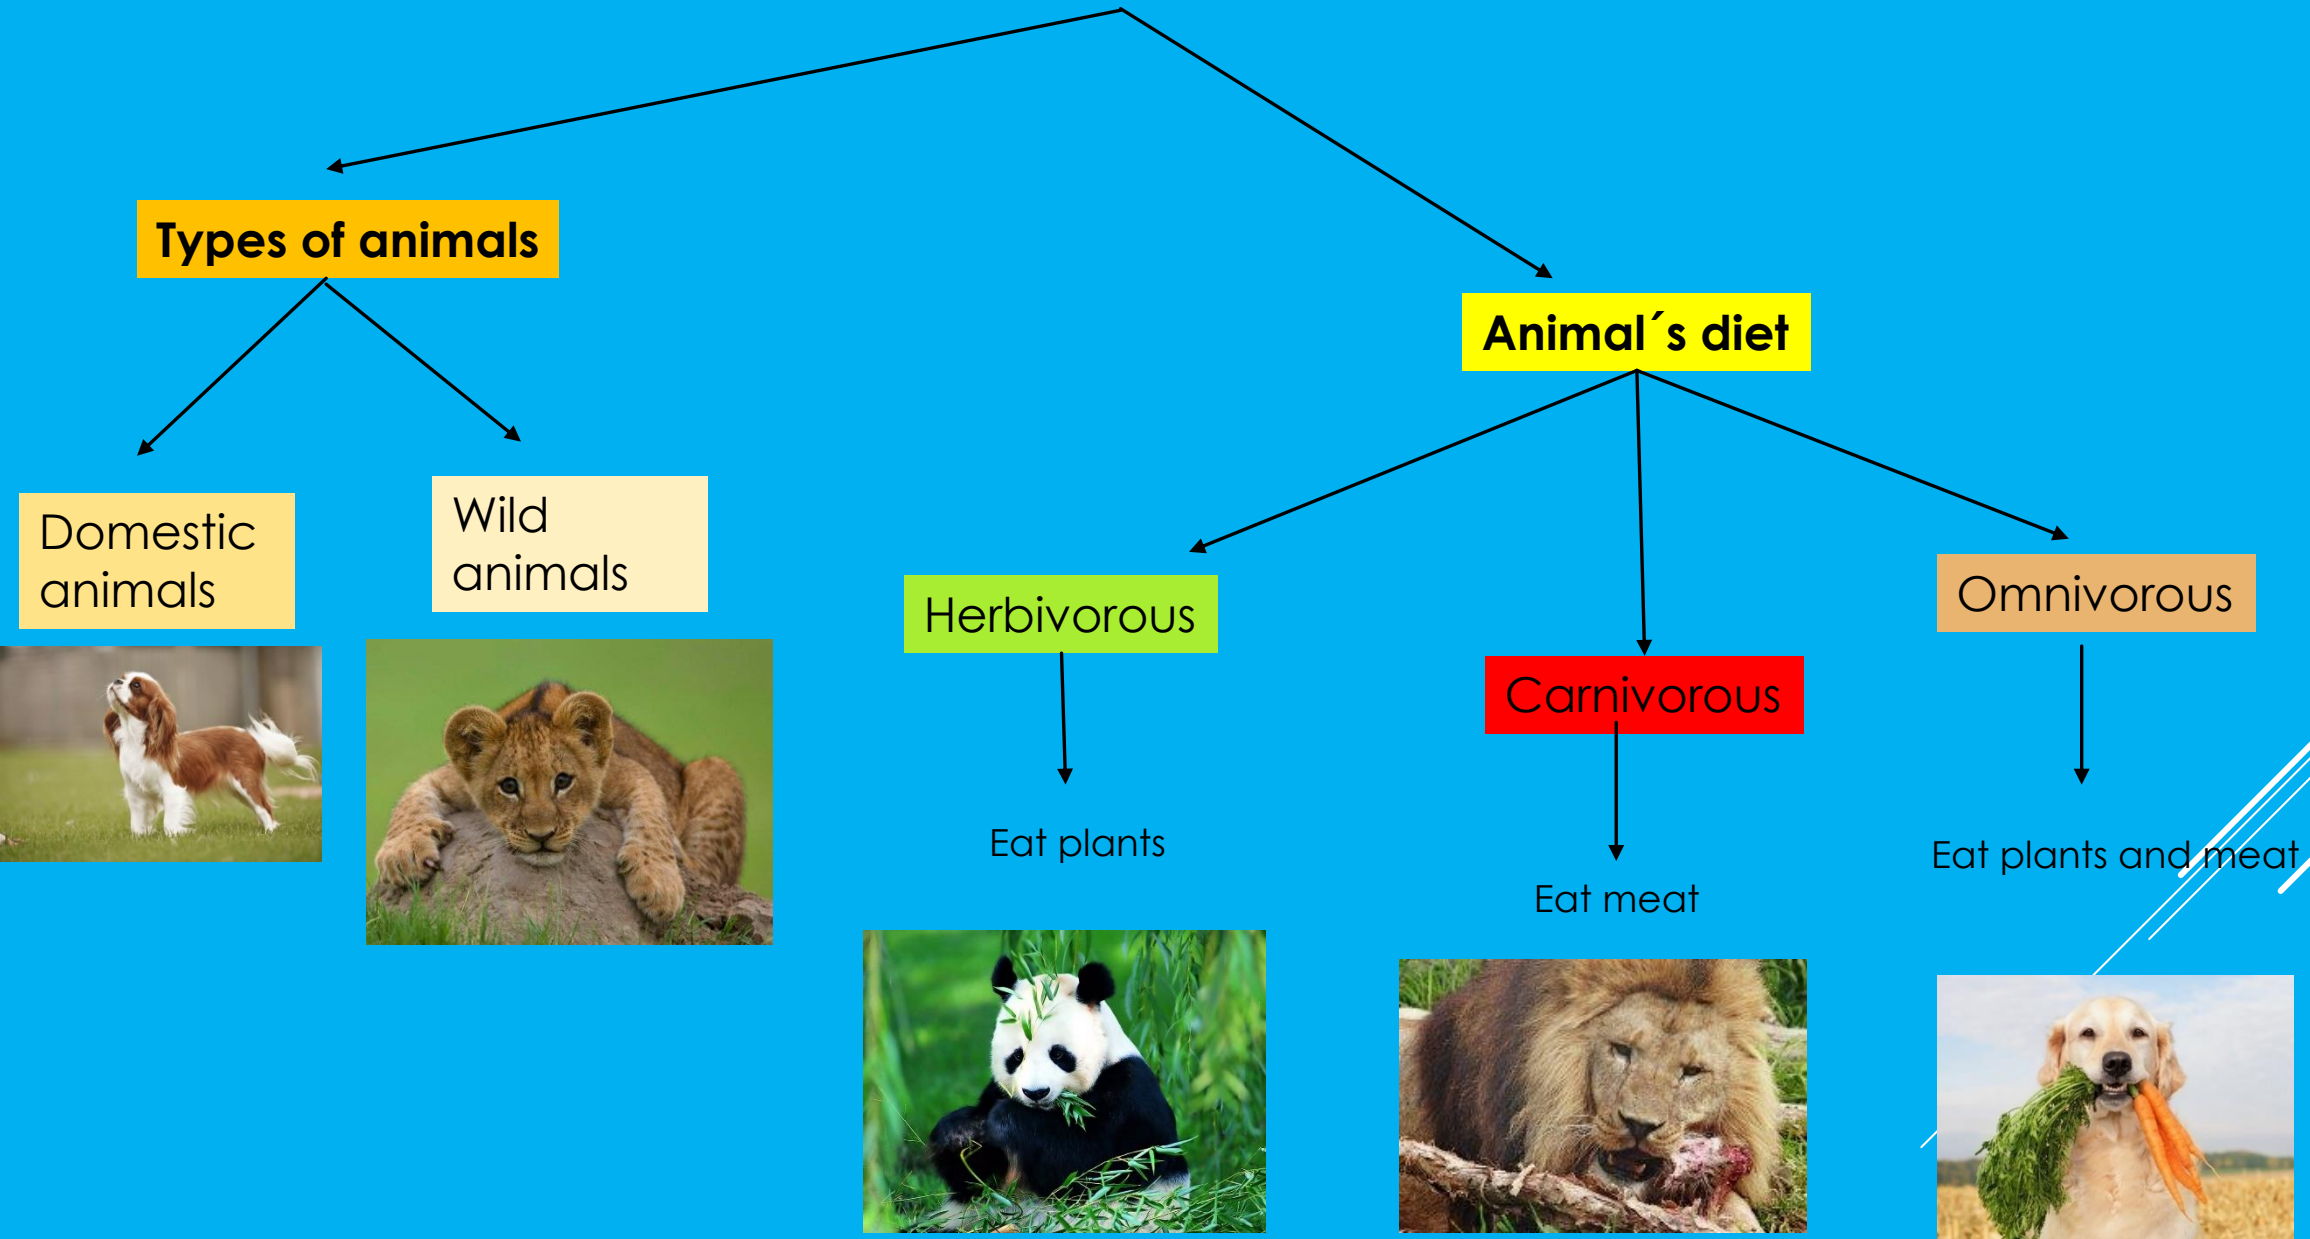 Types of animals
Animal´s diet
Domestic
animals
Wild
animals
Herbivorous
Carnivorous
Omnivorous
Eat plants
Eat meat
Eat plants and meat